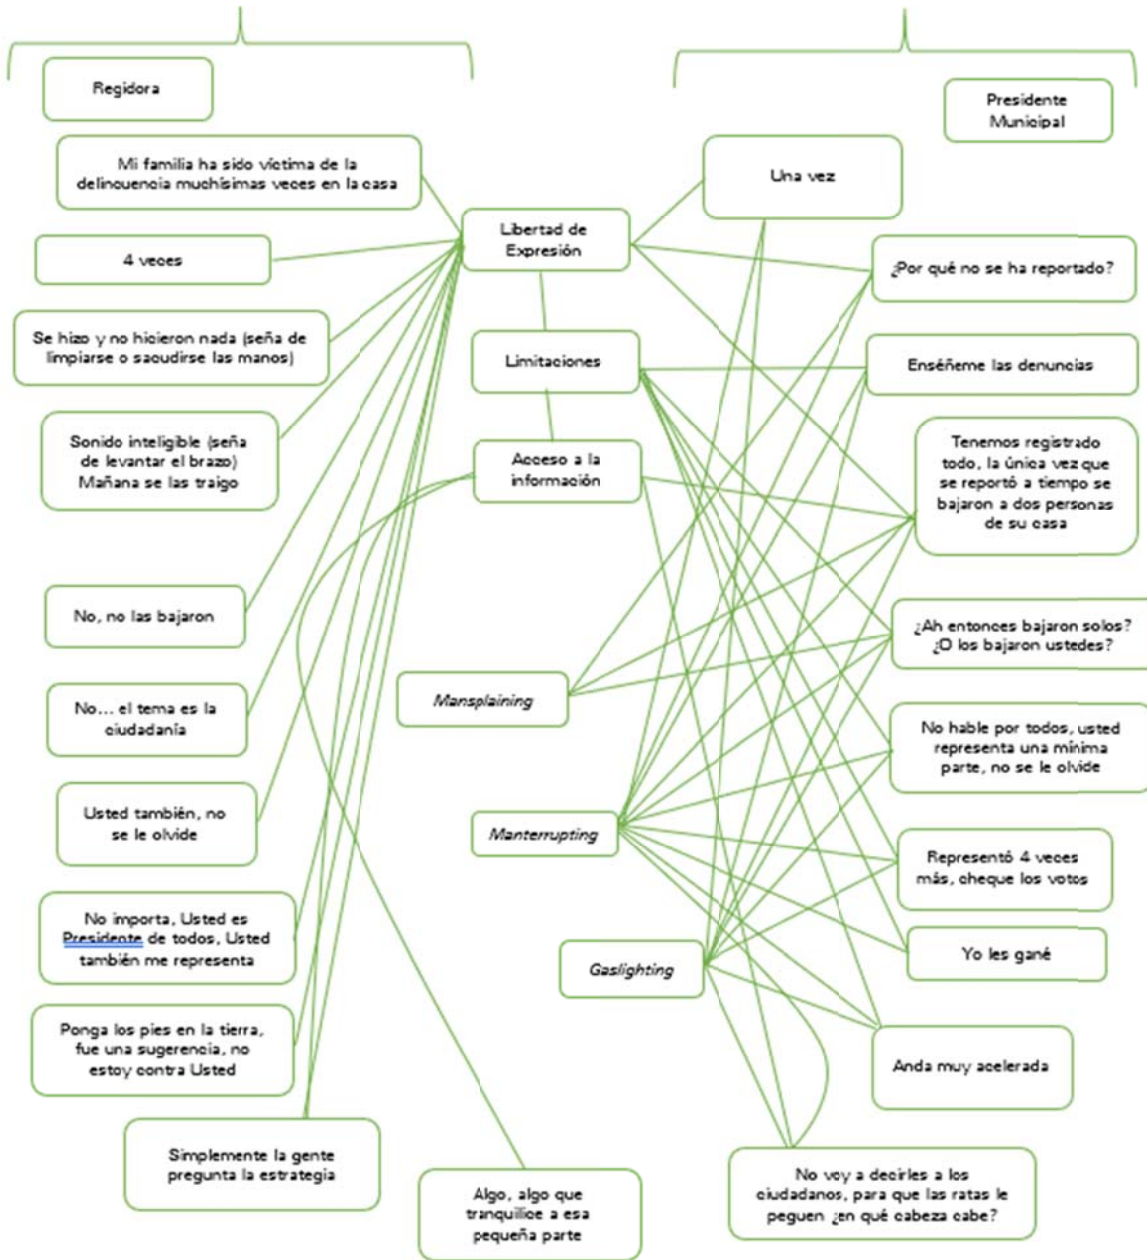 Regidora
Mi familia ha sido víctima de la
delincuencia muchísimas veces en la casa
4 veces
Se hizo y no hicieron nada (seña de
limpiarse o sacudirse las manos)
Sonido inteligible (seña
de levantar el brazo)
Mañana se las traigo
No, no las bajaron
No... el tema es la
ciudadanía
Usted también, no
se le olvide
No importa, Usted es
Presidente de todos, Usted
también me representa
Ponga los pies en la tierra,
fue una sugerencia, no
estoy contra Usted
Simplemente la gente
pregunta la estrategia
Algo, algo que
tranquilice a esa
pequeña parte
Libertad de
Expresión
Limitaciones
Acceso a la
información
Mansplaining
Manterrupting
Gaslighting
Presidente
Municipal
Una vez
¿Por qué no se ha reportado?
Enséñeme las denuncias
Tenemos registrado
todo, la única vez que
se reportó a tiempo se
bajaron a dos personas
de su casa
¿Ah entonces bajaron solos?
¿O los bajaron ustedes?
No hable por todos, usted
representa una mínima
parte, no se le olvide
Representó 4 veces
más, cheque los votos
Yo les gané
Anda muy acelerada
No voy a decirles a los
ciudadanos, para que las ratas le
peguen ¿en qué cabeza cabe?